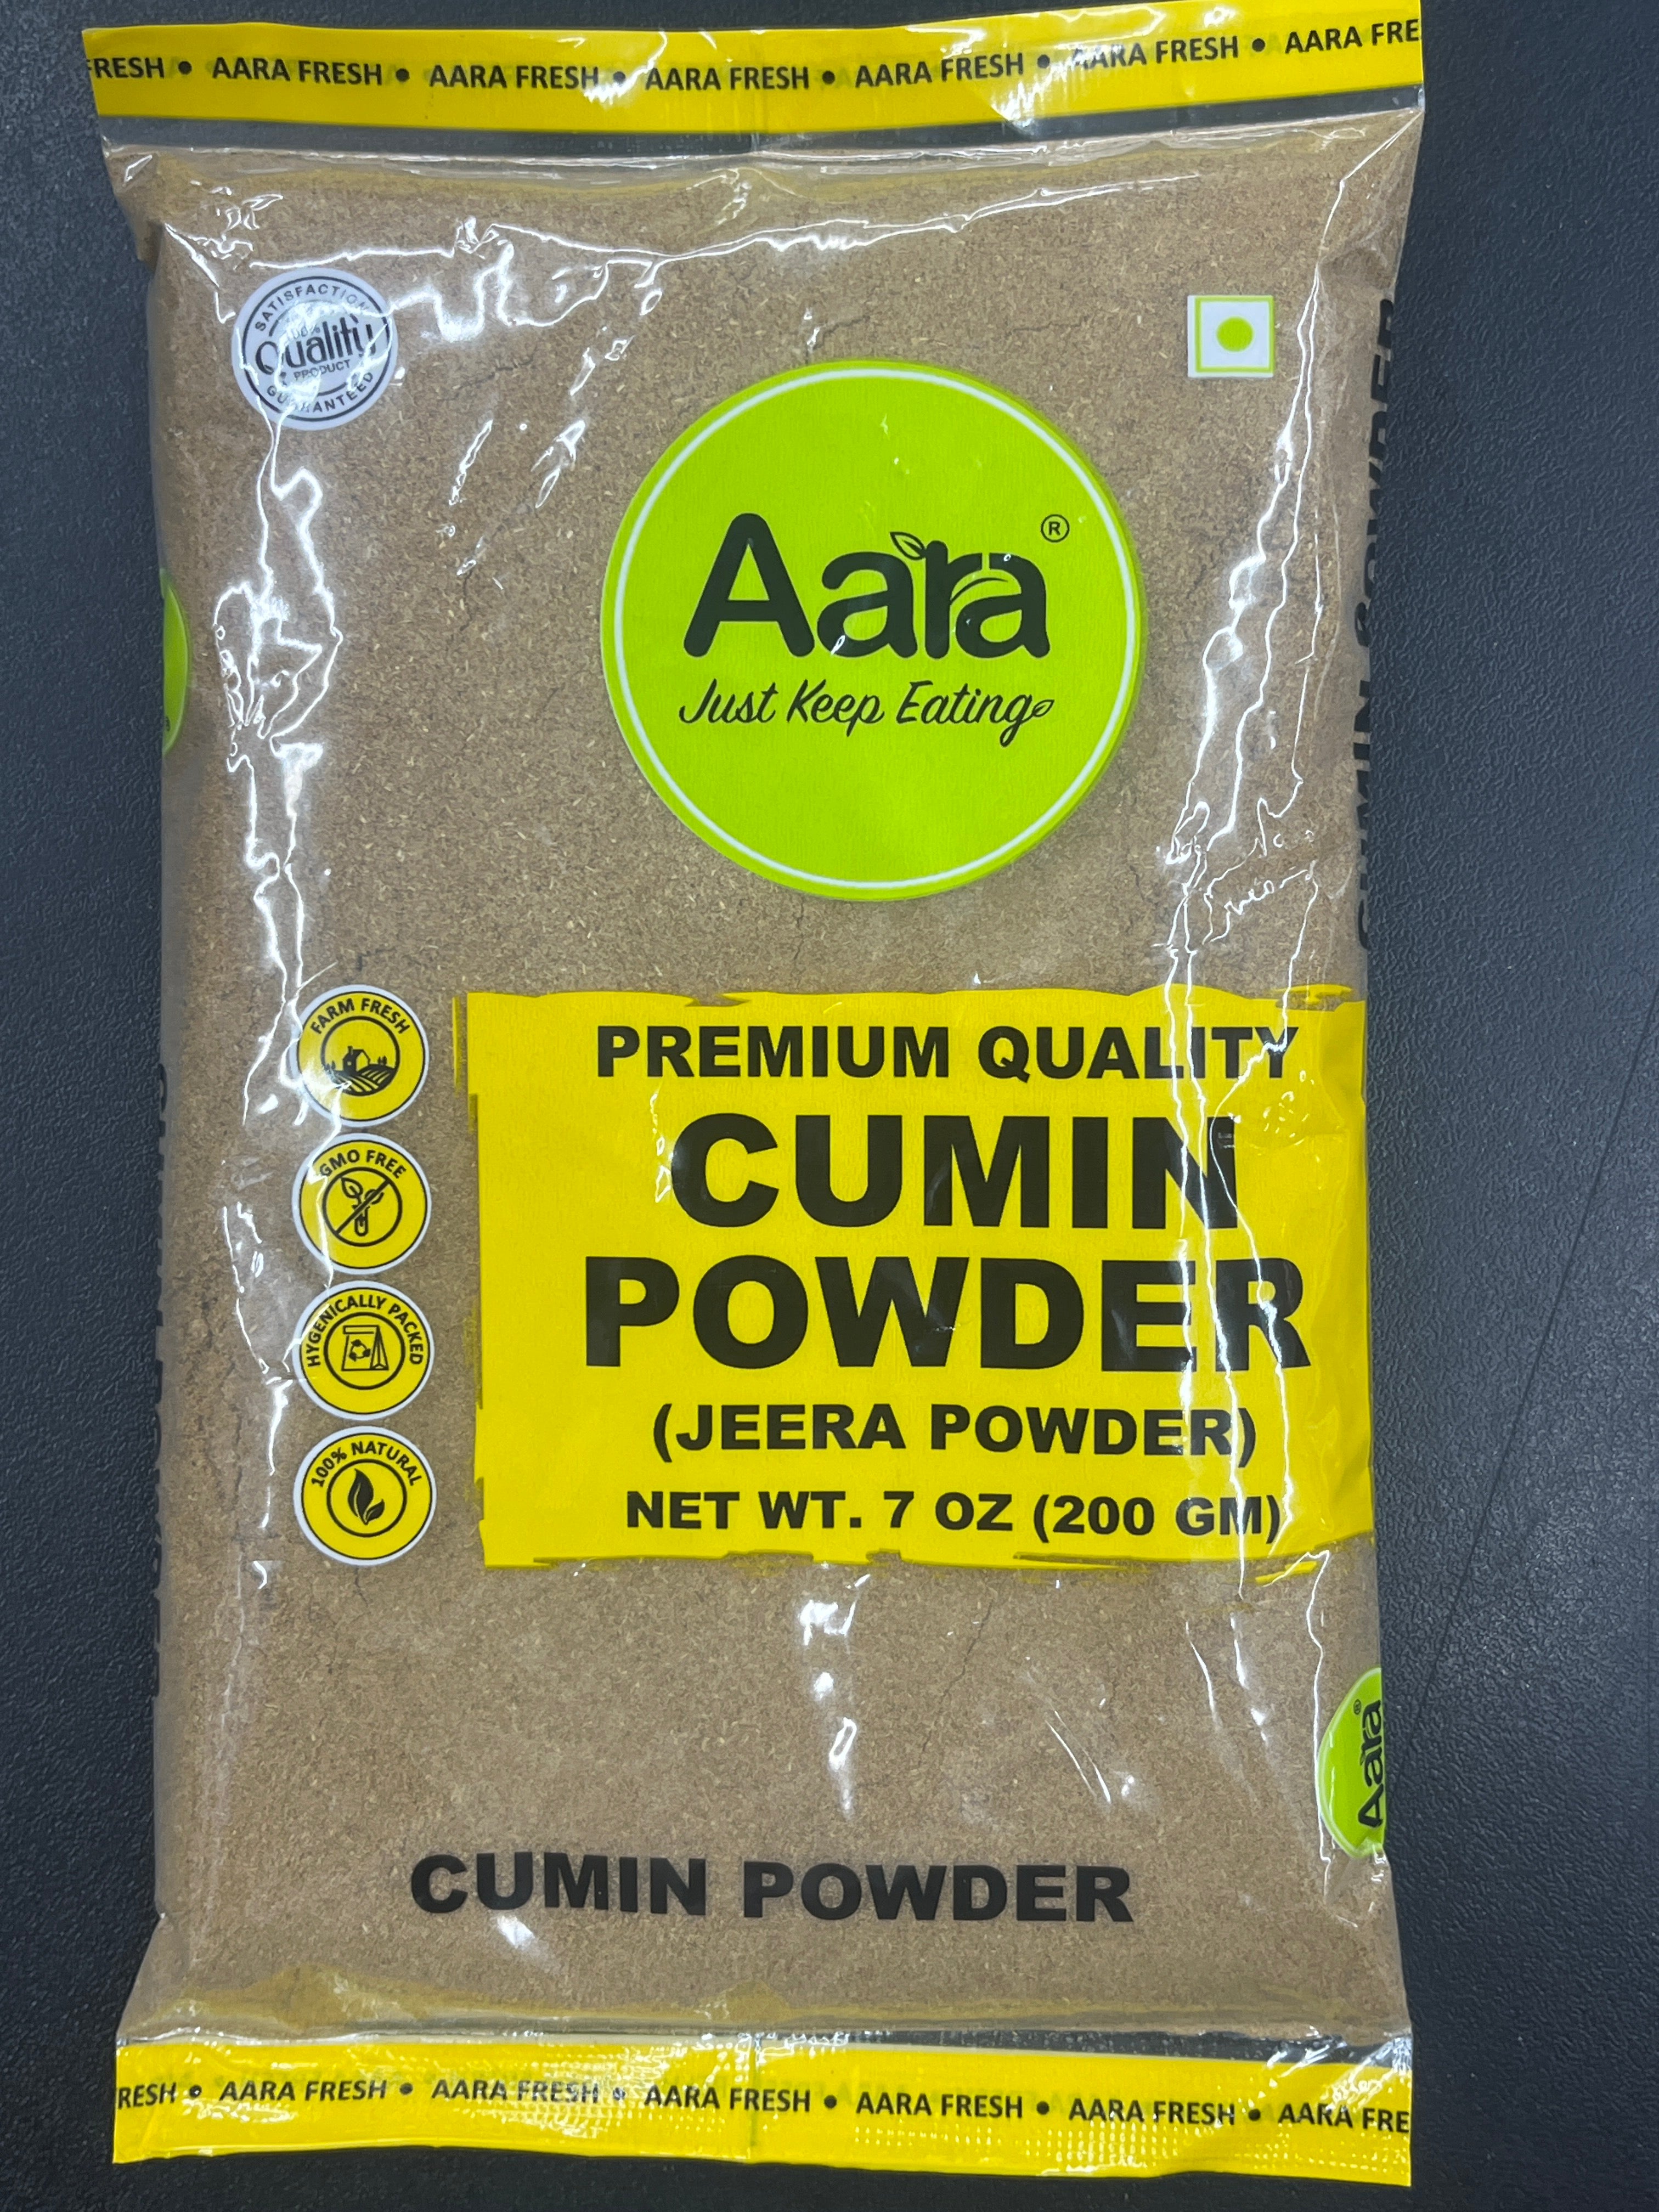 FRESH • AARA FRESH • AARA FRESH • AARA FRESH • AARA FRESH • AARA FRESH • AARA FRE
SATISFACTION
100%
Quality
PRODUCT
GUARANTEED
Aara®
Just Keep Eating
CUMIN POWDER
FARM FRESH
GMO FREE
HYGENICALLY PACKED
100% NATURAL
PREMIUM QUALITY
CUMIN
POWDER
(JEERA POWDER)
NET WT. 7 OZ (200 GM)
Aara®
CUMIN POWDER
RESH • AARA FRESH • AARA FRESH • AARA FRESH • AARA FRESH • AARA FRESH • AARA FRE